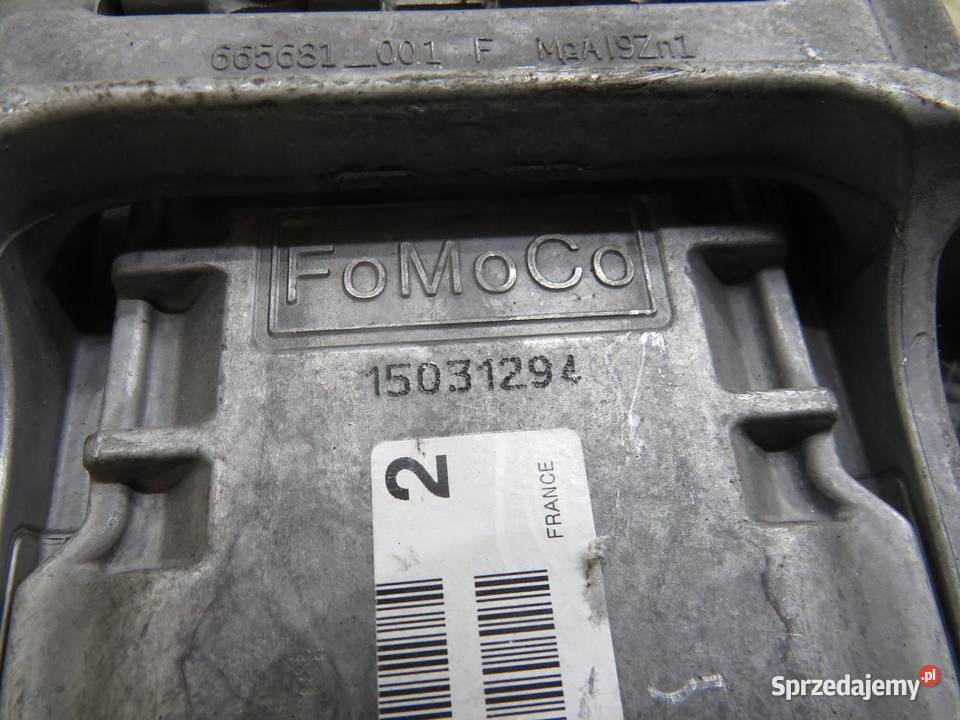 665681_001 F MgAl9Zn1
FoMoCo
15031294
2
FRANCE
Sprzedajemy.pl